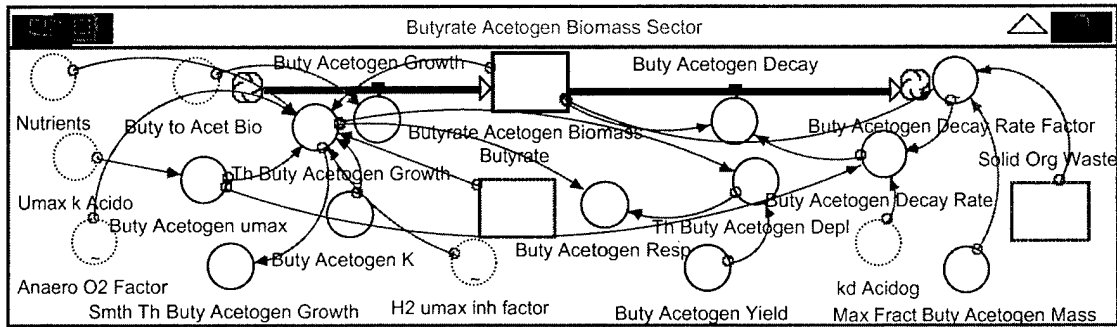 Butyrate Acetogen Biomass Sector
Buty Acetogen Growth
Buty Acetogen Decay
Nutrients
Buty to Acet Bio
Butyrate Acetogen Biomass
Buty Acetogen Decay Rate Factor
Butyrate
Solid Org Waste
Th Buty Acetogen Growth
Umax k Acido
Buty Acetogen Decay Rate
Buty Acetogen umax
Th Buty Acetogen Depl
Buty Acetogen Resp
Buty Acetogen K
~
~
Anaero O2 Factor
kd Acidog
Smth Th Buty Acetogen Growth
H2 umax inh factor
Buty Acetogen Yield
Max Fract Buty Acetogen Mass